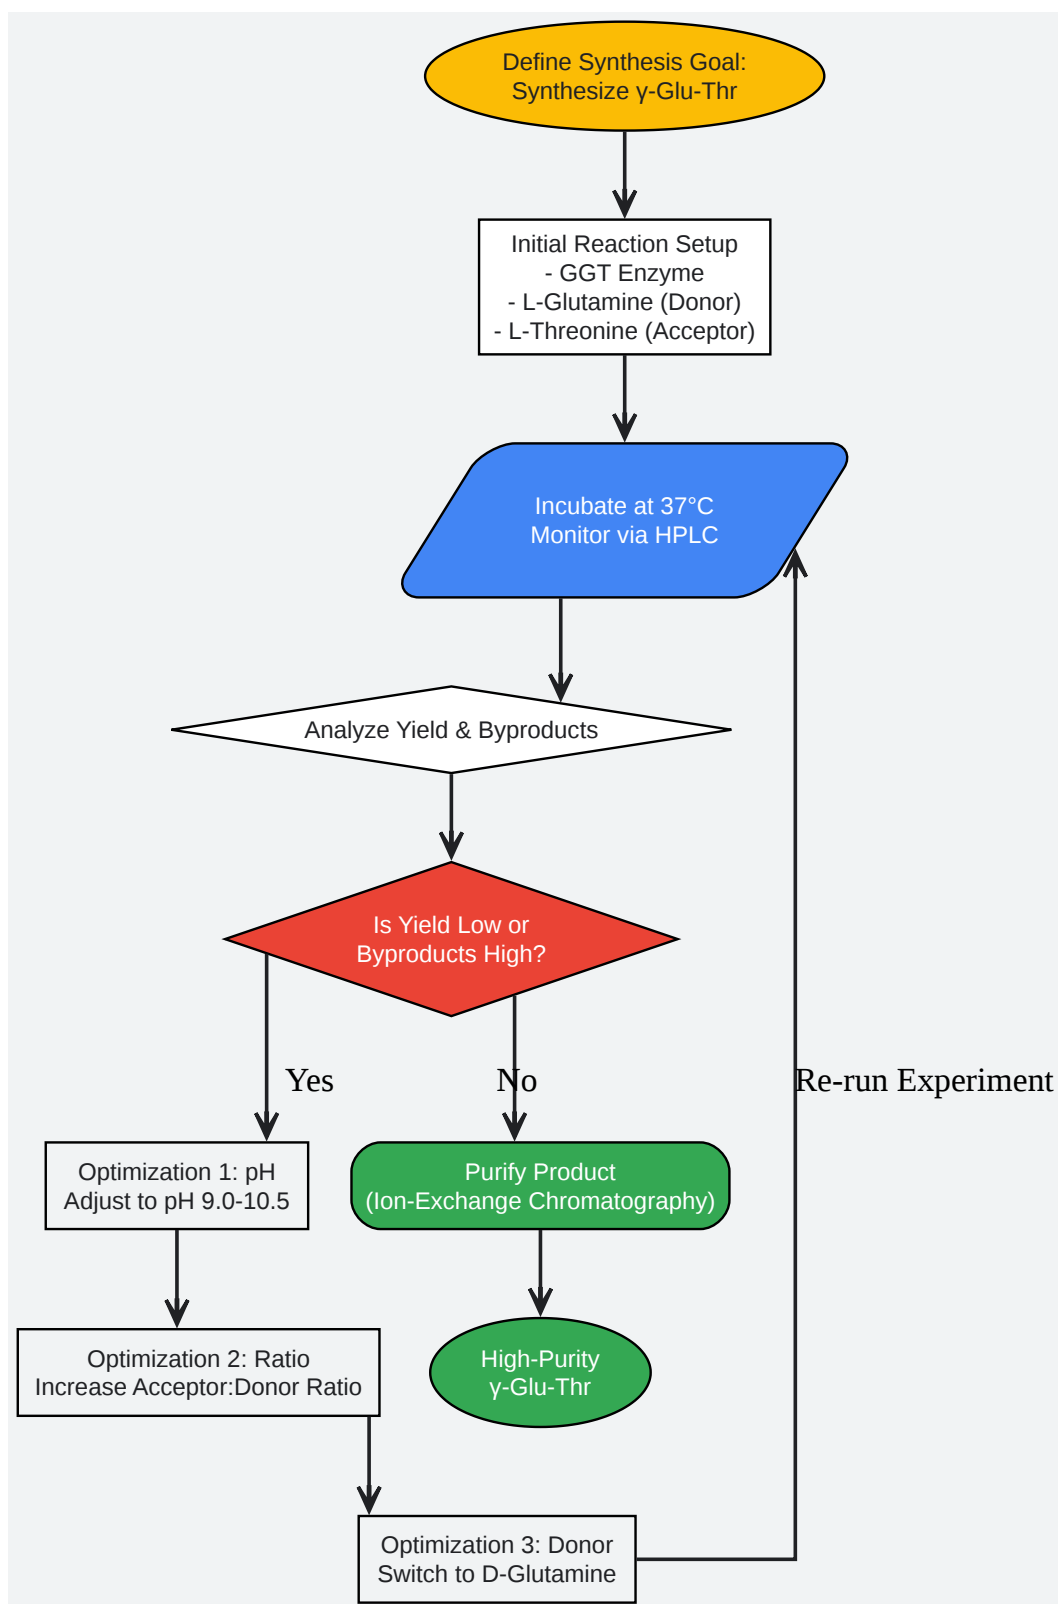 Define Synthesis Goal:
Synthesize γ-Glu-Thr
Initial Reaction Setup
- GGT Enzyme
- L-Glutamine (Donor)
- L-Threonine (Acceptor)
Incubate at 37°C
Monitor via HPLC
Analyze Yield & Byproducts
Is Yield Low or
Byproducts High?
Yes
No
Re-run Experiment
Optimization 1: pH
Adjust to pH 9.0-10.5
Purify Product
(Ion-Exchange Chromatography)
Optimization 2: Ratio
Increase Acceptor:Donor Ratio
High-Purity
γ-Glu-Thr
Optimization 3: Donor
Switch to D-Glutamine